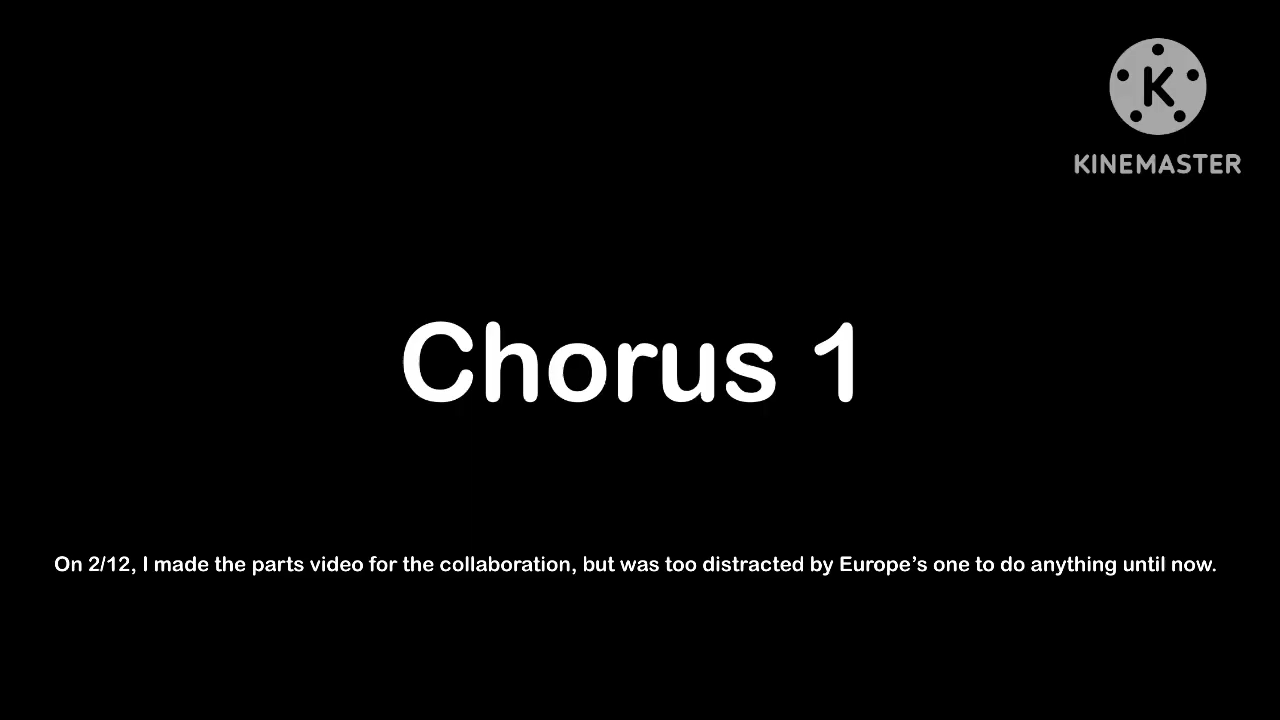 K
KINEMASTER
Chorus 1
On 2/12, I made the parts video for the collaboration, but was too distracted by Europe’s one to do anything until now.